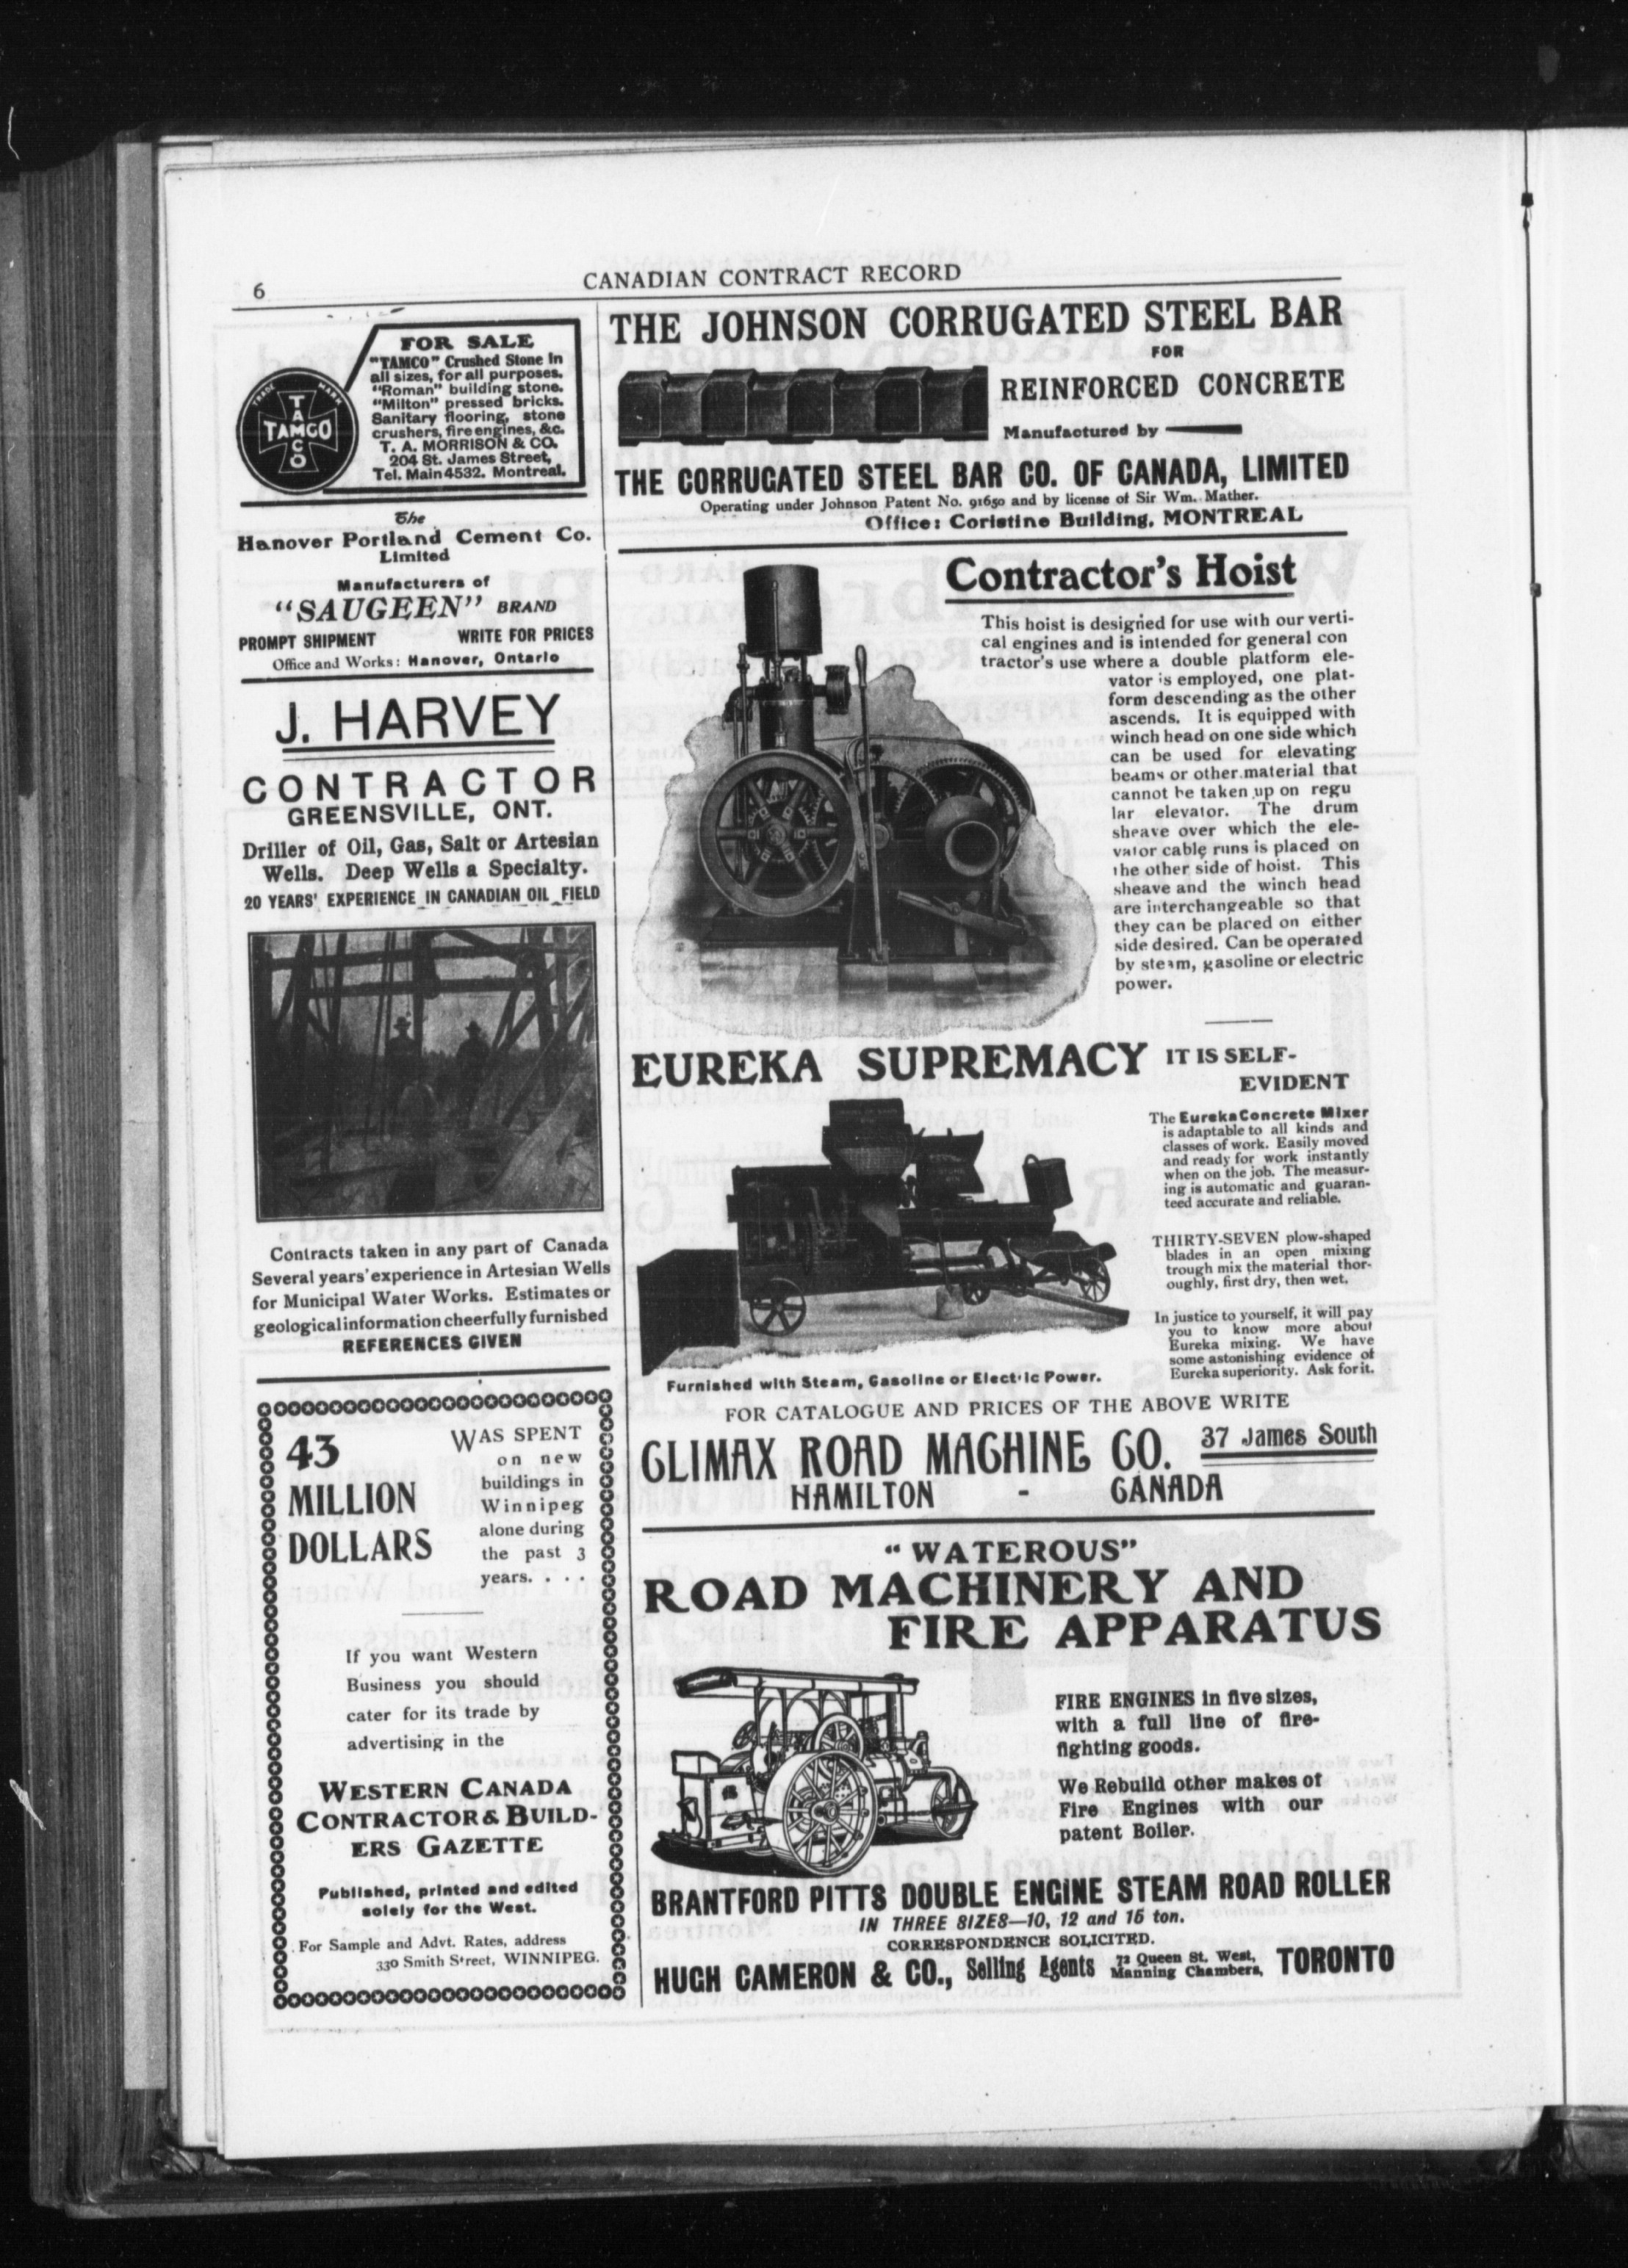 6
CANADIAN CONTRACT RECORD
TRADE MARK
TAMCO
TAMCO
FOR SALE
"TAMCO" Crushed Stone in
all sizes, for all purposes.
"Roman" building stone.
"Milton" pressed bricks.
Sanitary flooring, stone
crushers, fire engines, &c.
T. A. MORRISON & CO.
204 St. James Street,
Tel. Main 4532. Montreal.
The
Hanover Portland Cement Co.
Limited
Manufacturers of
"SAUGEEN" BRAND
PROMPT SHIPMENT WRITE FOR PRICES
Office and Works: Hanover, Ontario
J. HARVEY
CONTRACTOR
GREENSVILLE, ONT.
Driller of Oil, Gas, Salt or Artesian
Wells. Deep Wells a Specialty.
20 YEARS' EXPERIENCE IN CANADIAN OIL FIELD
Contracts taken in any part of Canada
Several years' experience in Artesian Wells
for Municipal Water Works. Estimates or
geological information cheerfully furnished
REFERENCES GIVEN
43
MILLION
DOLLARS
WAS SPENT
on new
buildings in
Winnipeg
alone during
the past 3
years. . . .
If you want Western
Business you should
cater for its trade by
advertising in the
WESTERN CANADA
CONTRACTOR & BUILD-
ERS GAZETTE
Published, printed and edited
solely for the West.
For Sample and Advt. Rates, address
330 Smith Street, WINNIPEG.
THE JOHNSON CORRUGATED STEEL BAR
FOR
REINFORCED CONCRETE
Manufactured by
THE CORRUGATED STEEL BAR CO. OF CANADA, LIMITED
Operating under Johnson Patent No. 91650 and by license of Sir Wm. Mather.
Office: Coristine Building, MONTREAL
Contractor's Hoist
This hoist is designed for use with our verti-
cal engines and is intended for general con
tractor's use where a double platform ele-
vator is employed, one plat-
form descending as the other
ascends. It is equipped with
winch head on one side which
can be used for elevating
beams or other material that
cannot be taken up on regu
lar elevator. The drum
sheave over which the ele-
vator cable runs is placed on
the other side of hoist. This
sheave and the winch head
are interchangeable so that
they can be placed on either
side desired. Can be operated
by steam, gasoline or electric
power.
EUREKA SUPREMACY IT IS SELF-
EVIDENT
The Eureka Concrete Mixer
is adaptable to all kinds and
classes of work. Easily moved
and ready for work instantly
when on the job. The measur-
ing is automatic and guaran-
teed accurate and reliable.
THIRTY-SEVEN plow-shaped
blades in an open mixing
trough mix the material thor-
oughly, first dry, then wet.
In justice to yourself, it will pay
you to know more about
Eureka mixing. We have
some astonishing evidence of
Eureka superiority. Ask for it.
Furnished with Steam, Gasoline or Electric Power.
FOR CATALOGUE AND PRICES OF THE ABOVE WRITE
CLIMAX ROAD MACHINE CO. 37 James South
HAMILTON - CANADA
"WATEROUS"
ROAD MACHINERY AND
FIRE APPARATUS
FIRE ENGINES in five sizes,
with a full line of fire-
fighting goods.
We Rebuild other makes of
Fire Engines with our
patent Boiler.
BRANTFORD PITTS DOUBLE ENGINE STEAM ROAD ROLLER
IN THREE SIZES—10, 12 and 15 ton.
CORRESPONDENCE SOLICITED.
HUGH CAMERON & CO., Selling Agents 72 Queen St. West, Manning Chambers, TORONTO